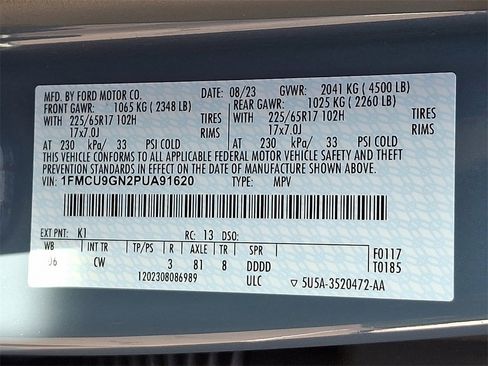 MFD. BY FORD MOTOR CO. DATE: 08/23 GVWR: 2041 KG ( 4500 LB)
FRONT GAWR: 1065 KG ( 2348 LB) REAR GAWR: 1025 KG ( 2260 LB)
WITH 225/65R17 102H TIRES WITH 225/65R17 102H TIRES
17x7.0J RIMS 17x7.0J RIMS
AT 230 kPa/ 33 PSI COLD AT 230 kPa/ 33 PSI COLD
THIS VEHICLE CONFORMS TO ALL APPLICABLE FEDERAL MOTOR VEHICLE SAFETY AND THEFT
PREVENTION STANDARDS IN EFFECT ON THE DATE OF MANUFACTURE SHOWN ABOVE.
VIN: 1FMCU9GN2PUA91620 TYPE: MPV
EXT PNT: K1 RC: 13 DSO:
WB INT TR TP/PS R AXLE TR SPR F0117
06 CW 3 81 8 DDDD T0185
1202308086989 ULC ▽ 5U5A-3520472-AA